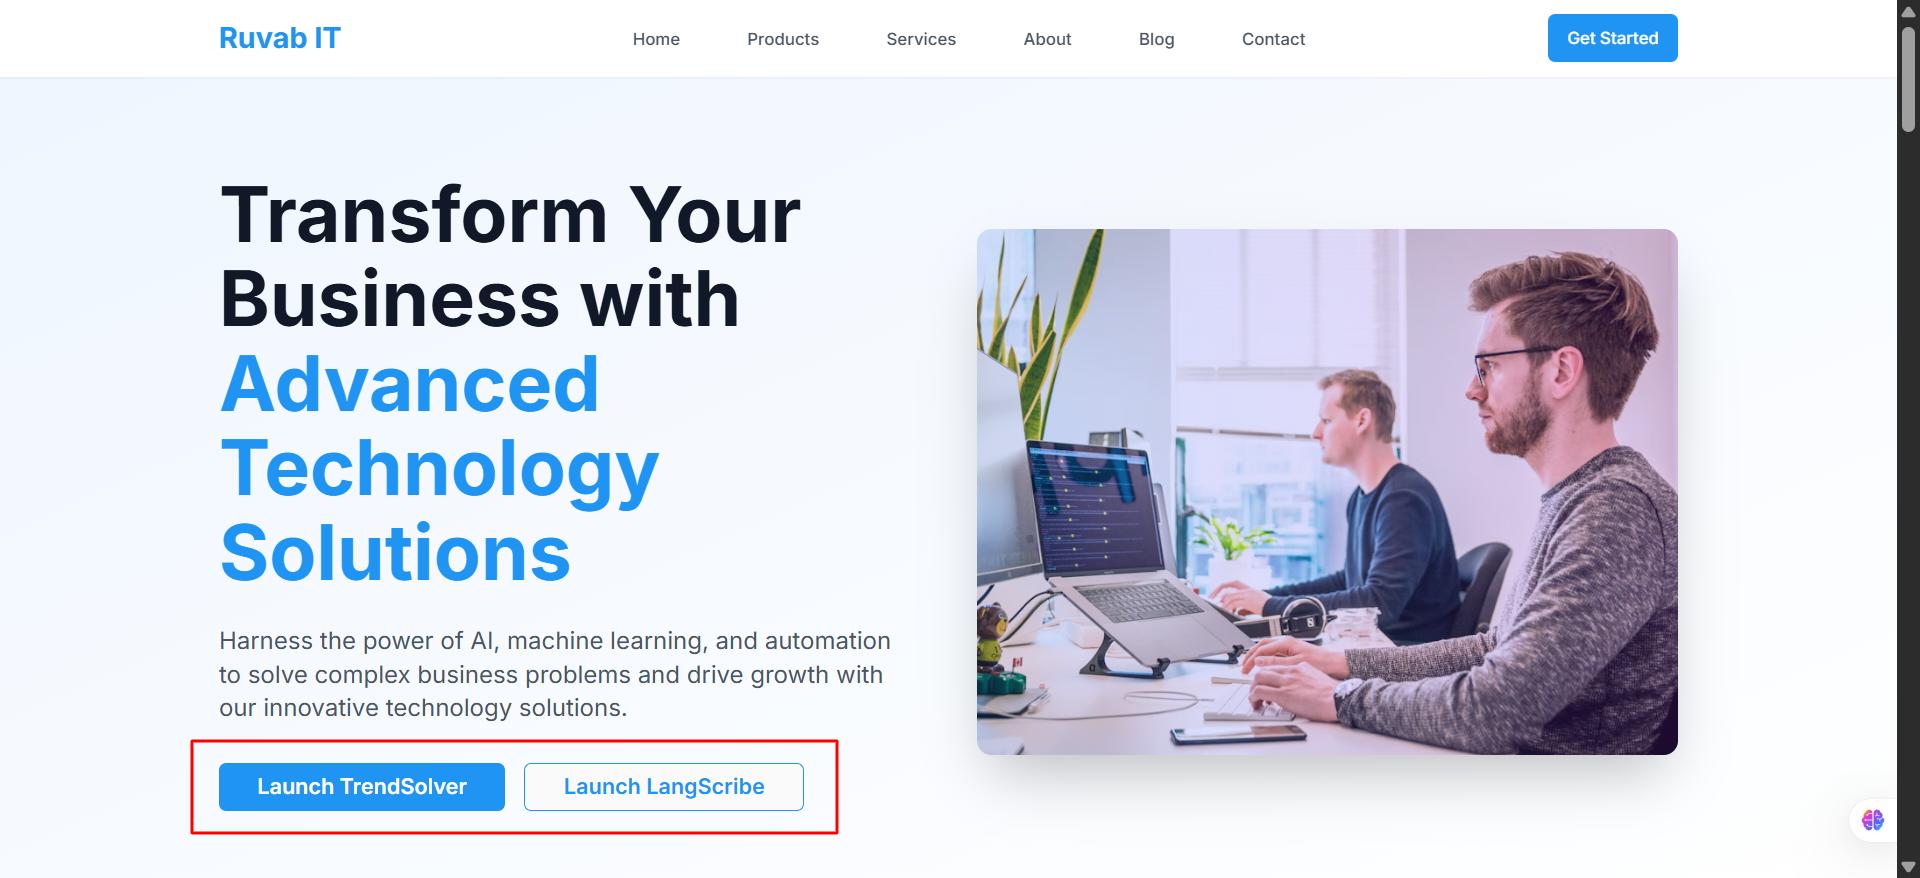 Ruvab IT
Home
Products
Services
About
Blog
Contact
Get Started
Transform Your
Business with
Advanced
Technology
Solutions
Harness the power of AI, machine learning, and automation
to solve complex business problems and drive growth with
our innovative technology solutions.
Launch TrendSolver
Launch LangScribe